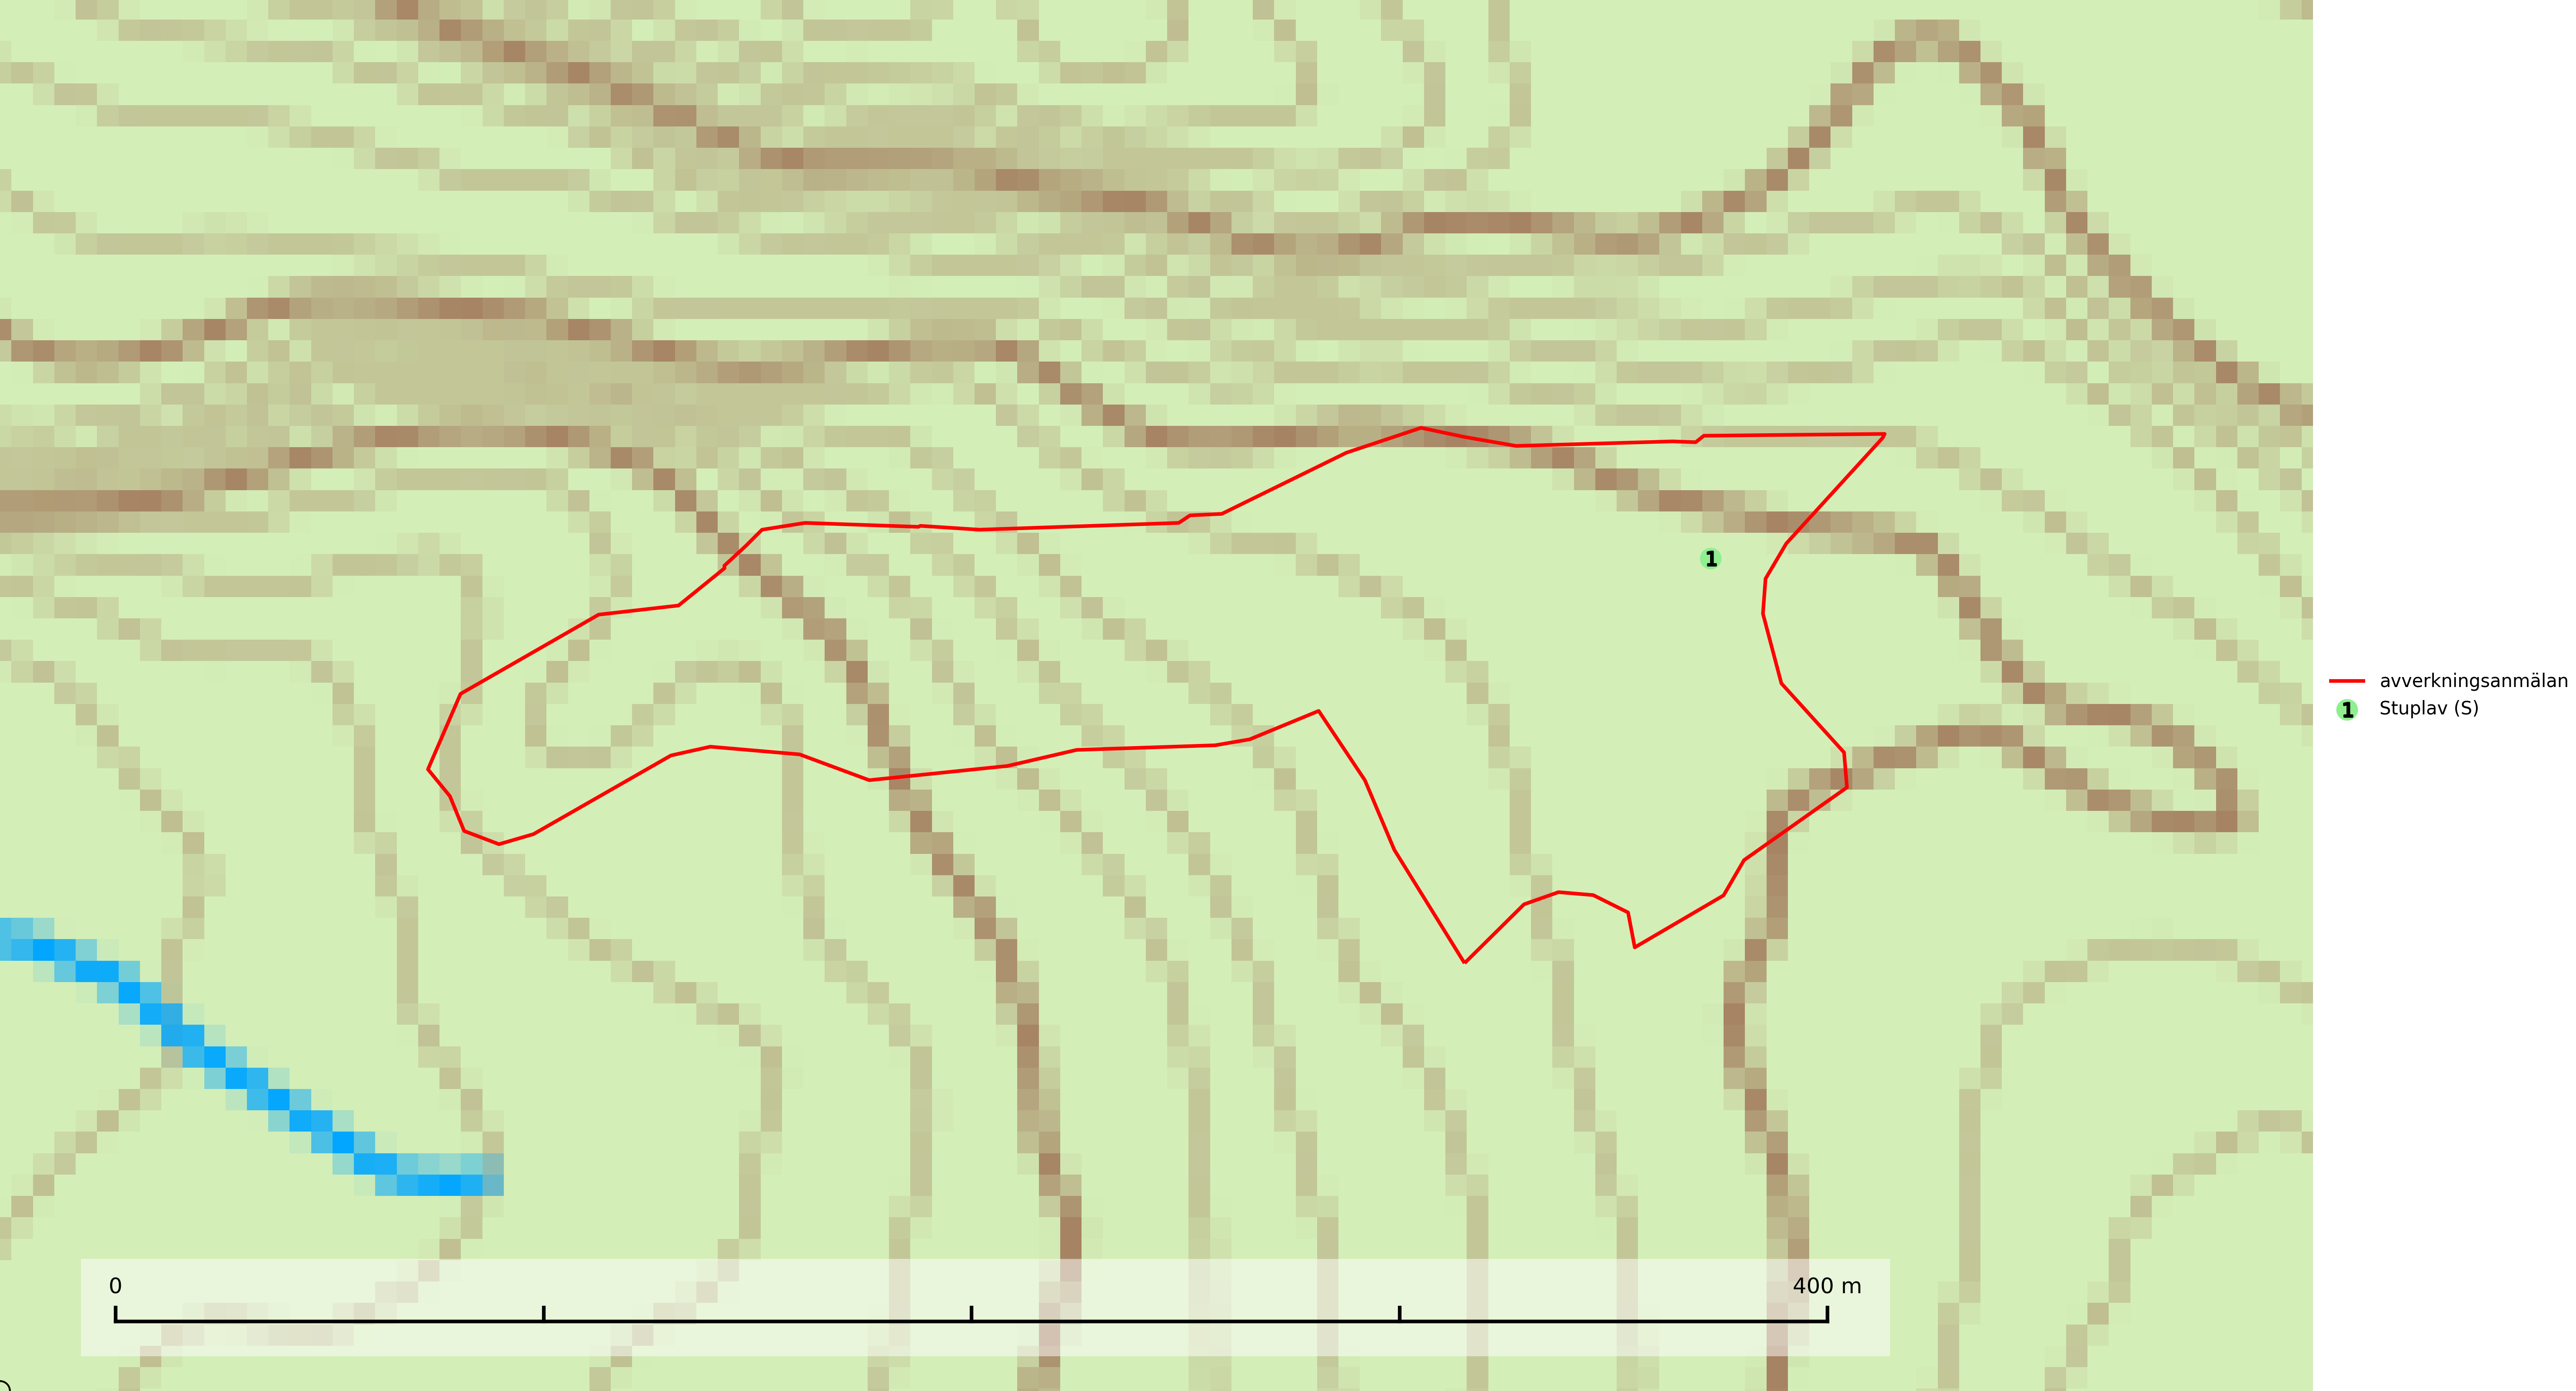 1
avverkningsanmälan
1 Stuplav (S)
0 400 m